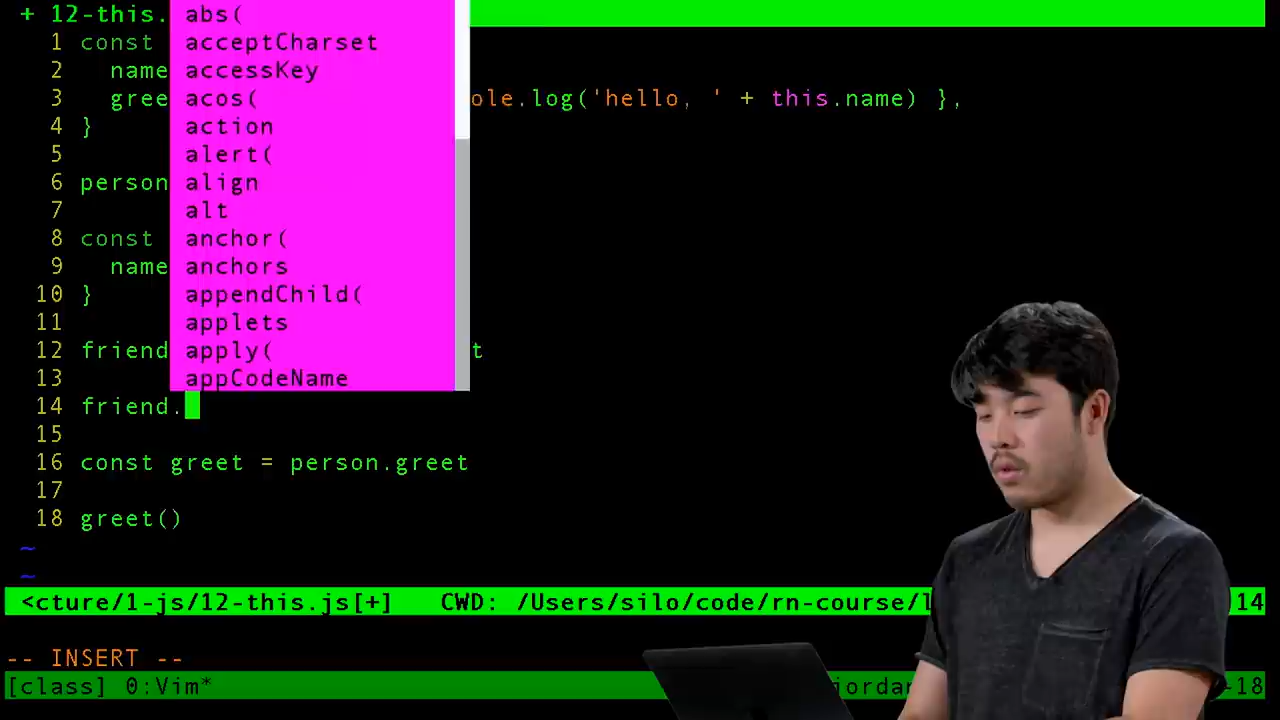 + 12-this.
1 const
2 name
3 gree ole.log('hello, ' + this.name) },
4 }
5
6 person
7
8 const
9 name
10 }
11
12 friend t
13
14 friend.
15
16 const greet = person.greet
17
18 greet()
~
~
abs(
acceptCharset
accessKey
acos(
action
alert(
align
alt
anchor(
anchors
appendChild(
applets
apply(
appCodeName
<cture/1-js/12-this.js[+] CWD: /Users/silo/code/rn-course/l 14
-- INSERT --
[class] 0:Vim* jordan -18